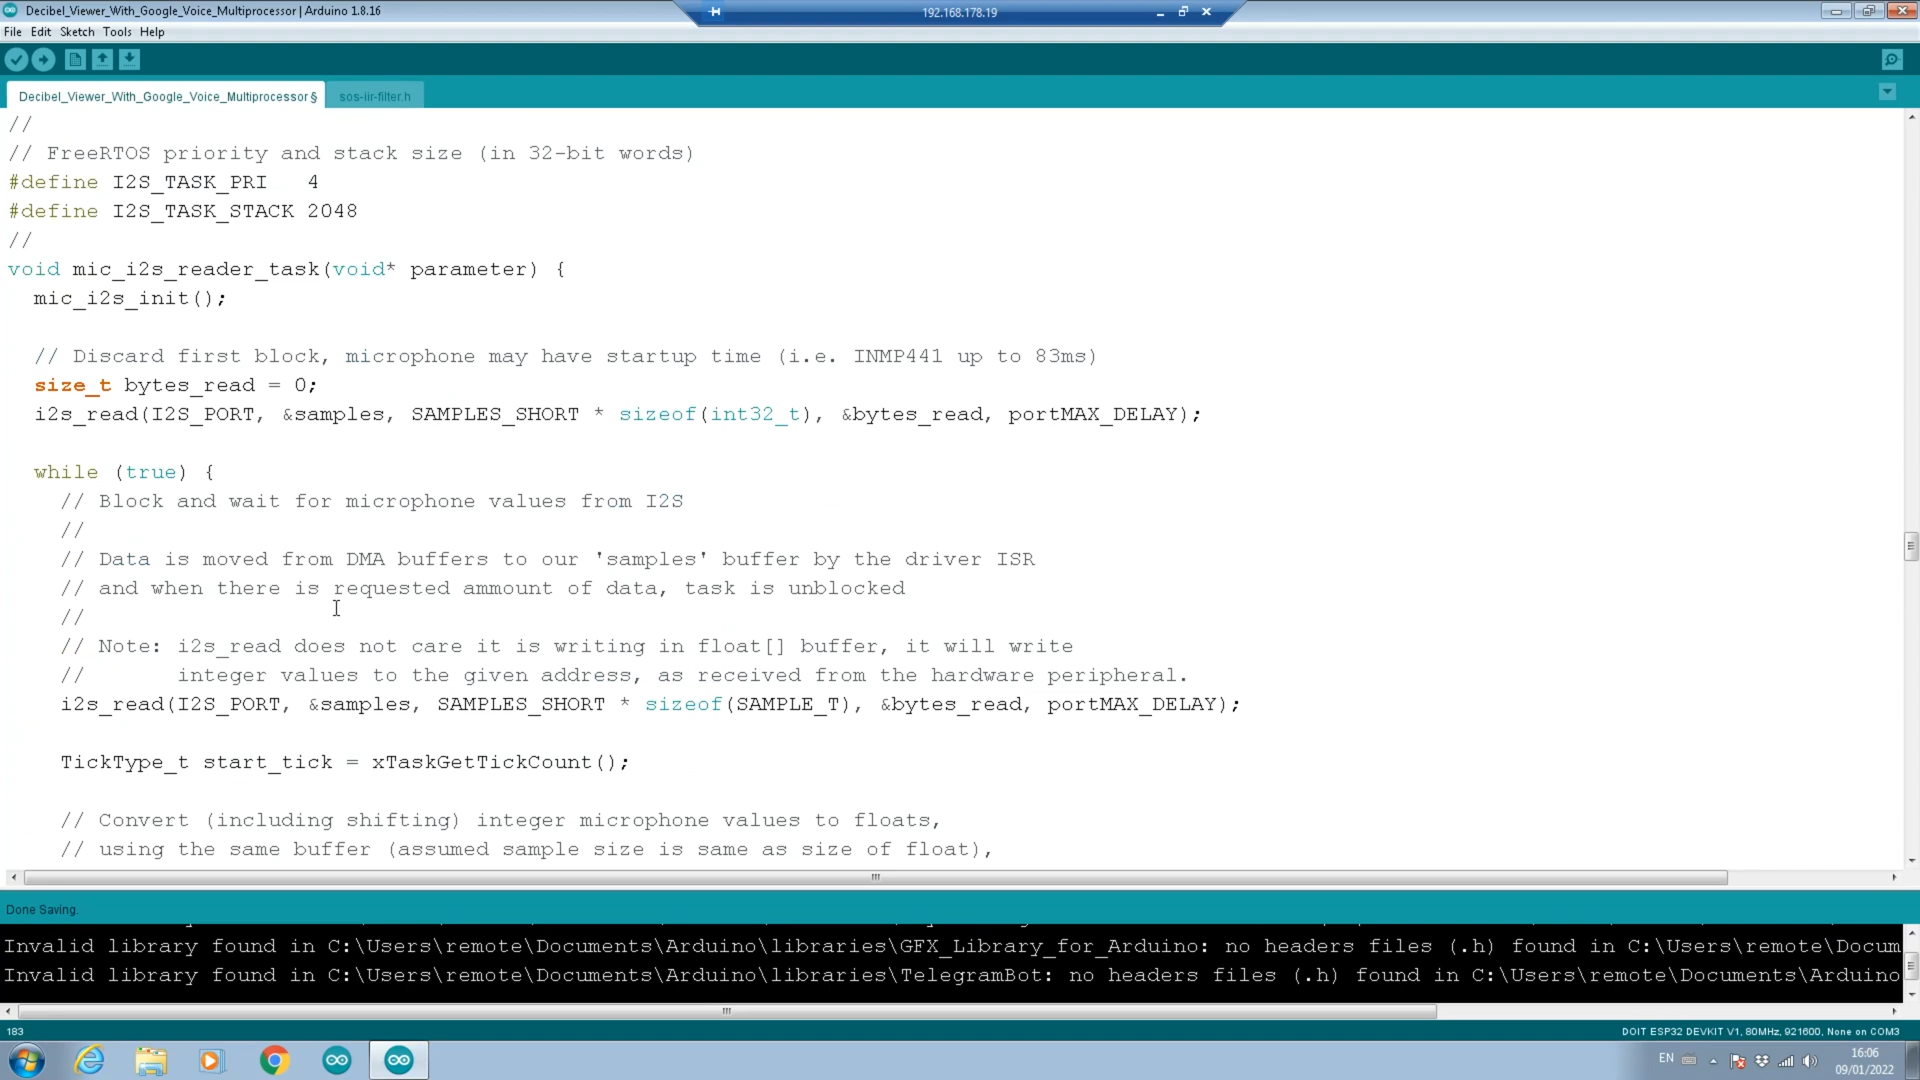 Decibel_Viewer_With_Google_Voice_Multiprocessor | Arduino 1.8.16
192.168.178.19
File Edit Sketch Tools Help
Decibel_Viewer_With_Google_Voice_Multiprocessor § sos-iir-filter.h
//
// FreeRTOS priority and stack size (in 32-bit words)
#define I2S_TASK_PRI   4
#define I2S_TASK_STACK 2048
//
void mic_i2s_reader_task(void* parameter) {
  mic_i2s_init();
  // Discard first block, microphone may have startup time (i.e. INMP441 up to 83ms)
  size_t bytes_read = 0;
  i2s_read(I2S_PORT, &samples, SAMPLES_SHORT * sizeof(int32_t), &bytes_read, portMAX_DELAY);
  while (true) {
    // Block and wait for microphone values from I2S
    //
    // Data is moved from DMA buffers to our 'samples' buffer by the driver ISR
    // and when there is requested ammount of data, task is unblocked
    //
    // Note: i2s_read does not care it is writing in float[] buffer, it will write
    //       integer values to the given address, as received from the hardware peripheral.
    i2s_read(I2S_PORT, &samples, SAMPLES_SHORT * sizeof(SAMPLE_T), &bytes_read, portMAX_DELAY);
    TickType_t start_tick = xTaskGetTickCount();
    // Convert (including shifting) integer microphone values to floats,
    // using the same buffer (assumed sample size is same as size of float),
Done Saving.
Invalid library found in C:\Users\remote\Documents\Arduino\libraries\GFX_Library_for_Arduino: no headers files (.h) found in C:\Users\remote\Docum
Invalid library found in C:\Users\remote\Documents\Arduino\libraries\TelegramBot: no headers files (.h) found in C:\Users\remote\Documents\Arduino
183
DOIT ESP32 DEVKIT V1, 80MHz, 921600, None on COM3
EN
16:06
09/01/2022